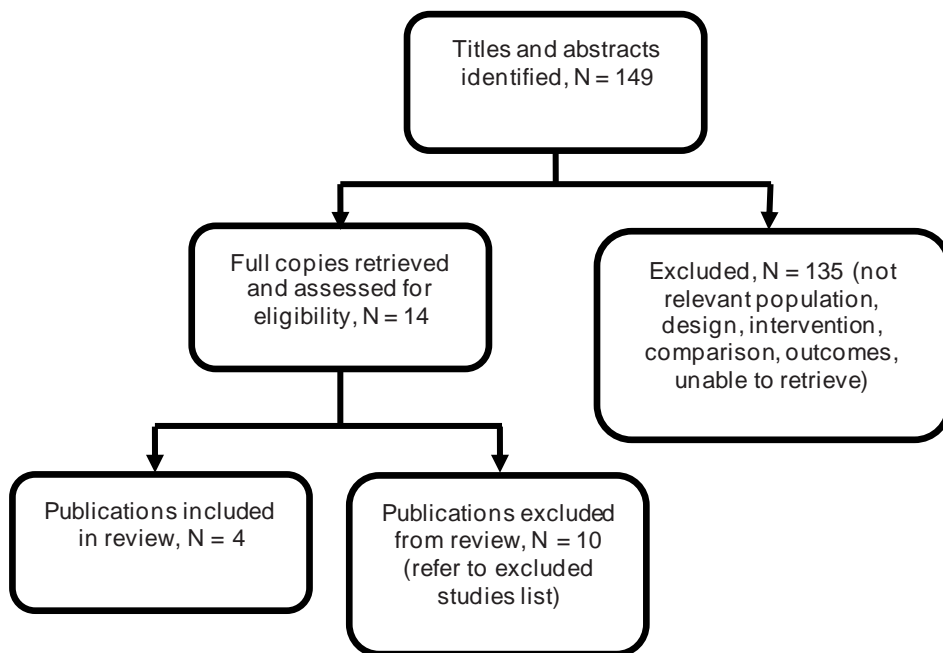 Titles and abstracts
identified, N = 149
Full copies retrieved
and assessed for
eligibility, N = 14
Excluded, N = 135 (not
relevant population,
design, intervention,
comparison, outcomes,
unable to retrieve)
Publications included
in review, N = 4
Publications excluded
from review, N = 10
(refer to excluded
studies list)